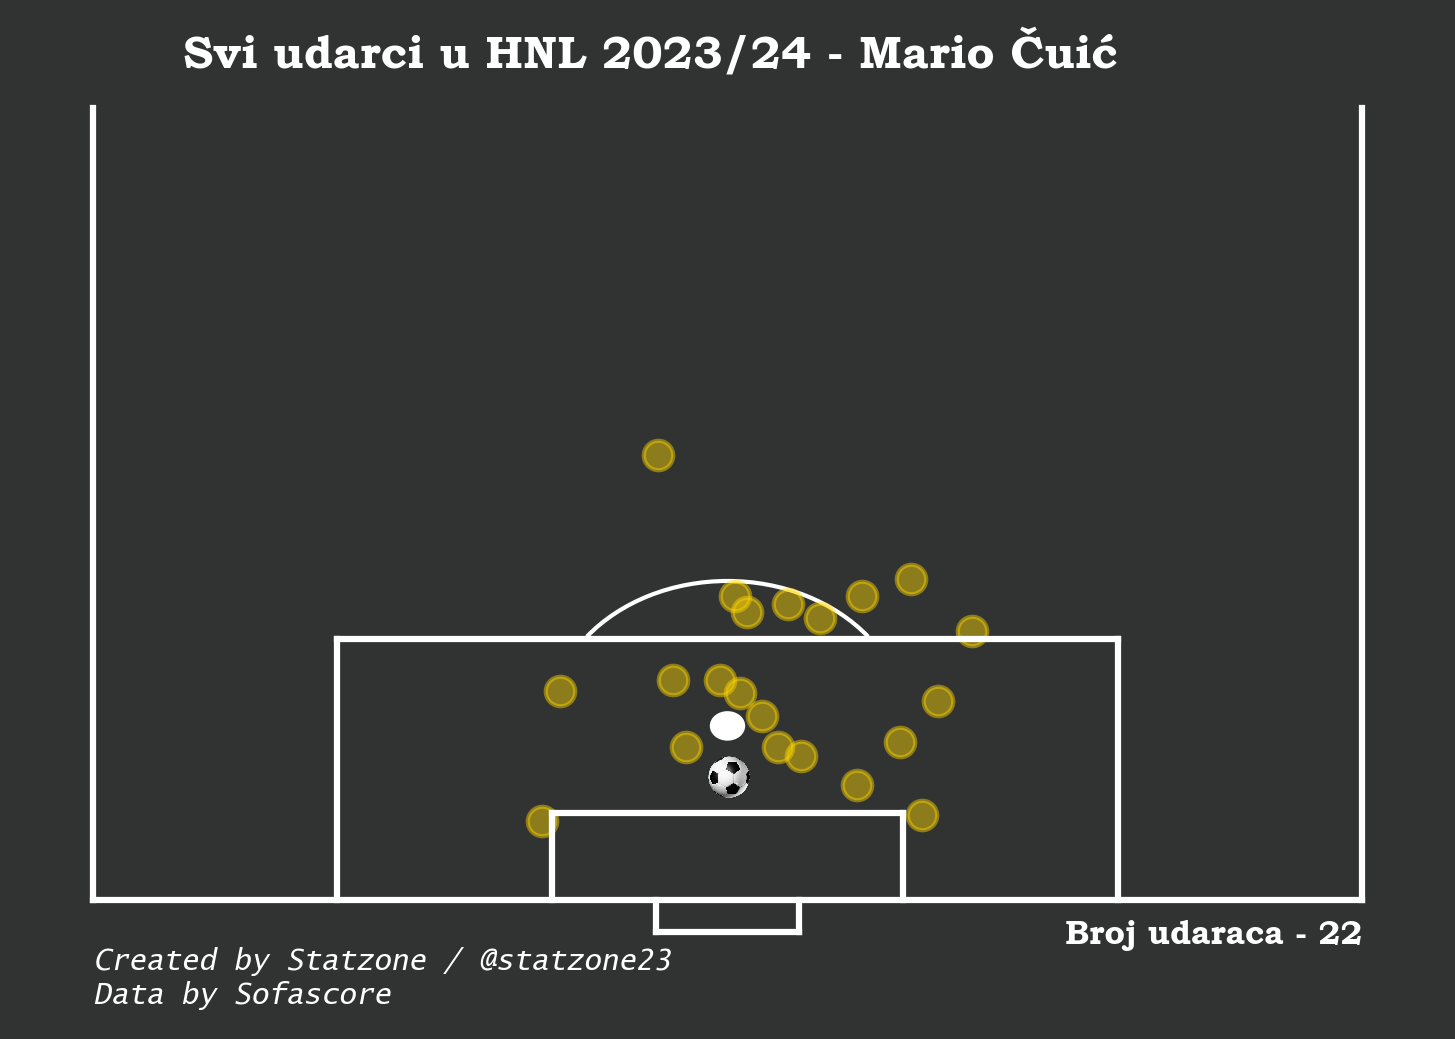 Svi udarci u HNL 2023/24 - Mario Čuić
Broj udaraca - 22
Created by Statzone / @statzone23
Data by Sofascore